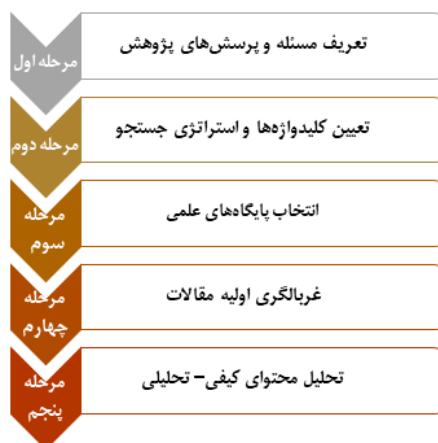 مرحله اول
تعریف مسئله و پرسش‌های پژوهش
مرحله دوم
تعیین کلیدواژه‌ها و استراتژی جستجو
مرحله
سوم
انتخاب پایگاه‌های علمی
مرحله
چهارم
غربالگری اولیه مقالات
مرحله
پنجم
تحلیل محتوای کیفی- تحلیلی